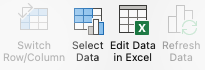 Switch
Row/Column
Select
Data
Edit Data
in Excel
Refresh
Data